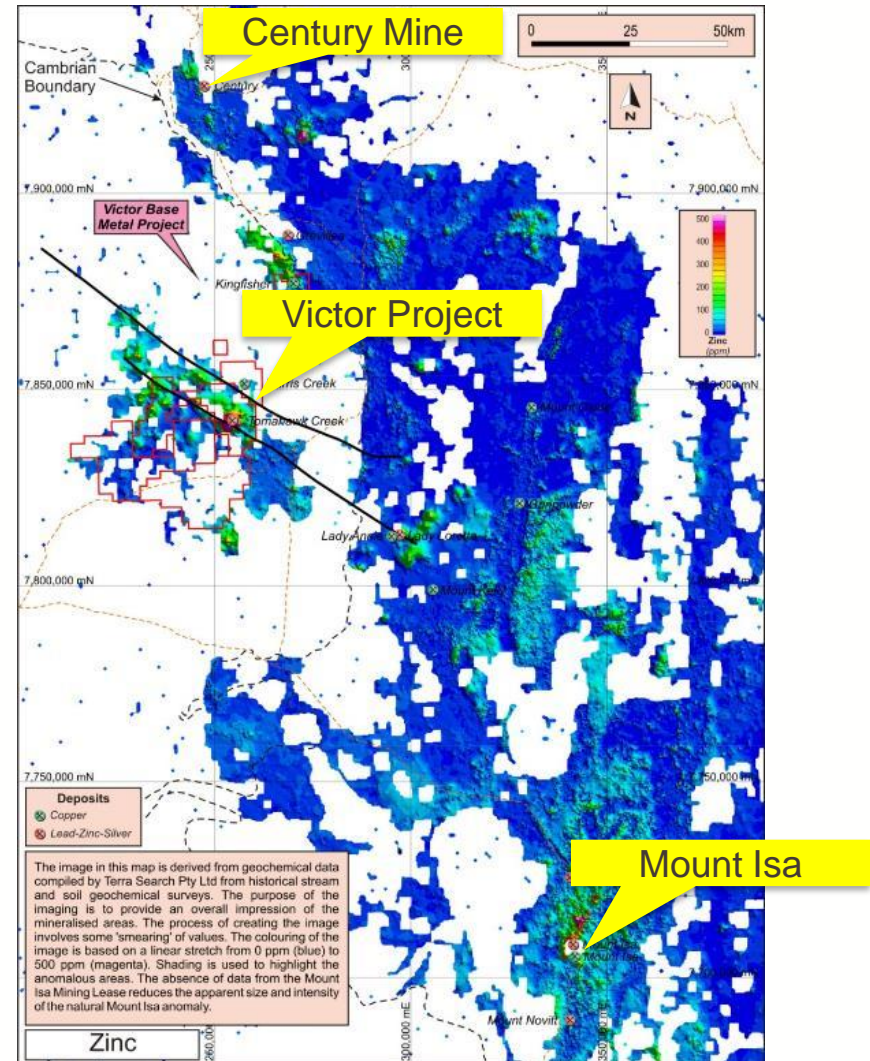 Century Mine
0 25 50km
Cambrian
Boundary
Century
N
7,900,000 mN
7,900,000 mN
Victor Base
Metal Project
500
400
300
200
100
0
Zinc
(ppm)
Kingfisher
Victor Project
7,850,000 mN
Creek
Tomahawk Creek
Gunpowder
Lady Annie
Lady Loretta
7,800,000 mN
7,750,000 mN
7,750,000 mN
Deposits
Copper
Lead-Zinc-Silver
Mount Isa
The image in this map is derived from geochemical data
compiled by Terra Search Pty Ltd from historical stream
and soil geochemical surveys. The purpose of the
imaging is to provide an overall impression of the
mineralised areas. The process of creating the image
involves some 'smearing' of values. The colouring of the
image is based on a linear stretch from 0 ppm (blue) to
500 ppm (magenta). Shading is used to highlight the
anomalous areas. The absence of data from the Mount
Isa Mining Lease reduces the apparent size and intensity
of the natural Mount Isa anomaly.
Mount Isa
Mount Novitt
Zinc